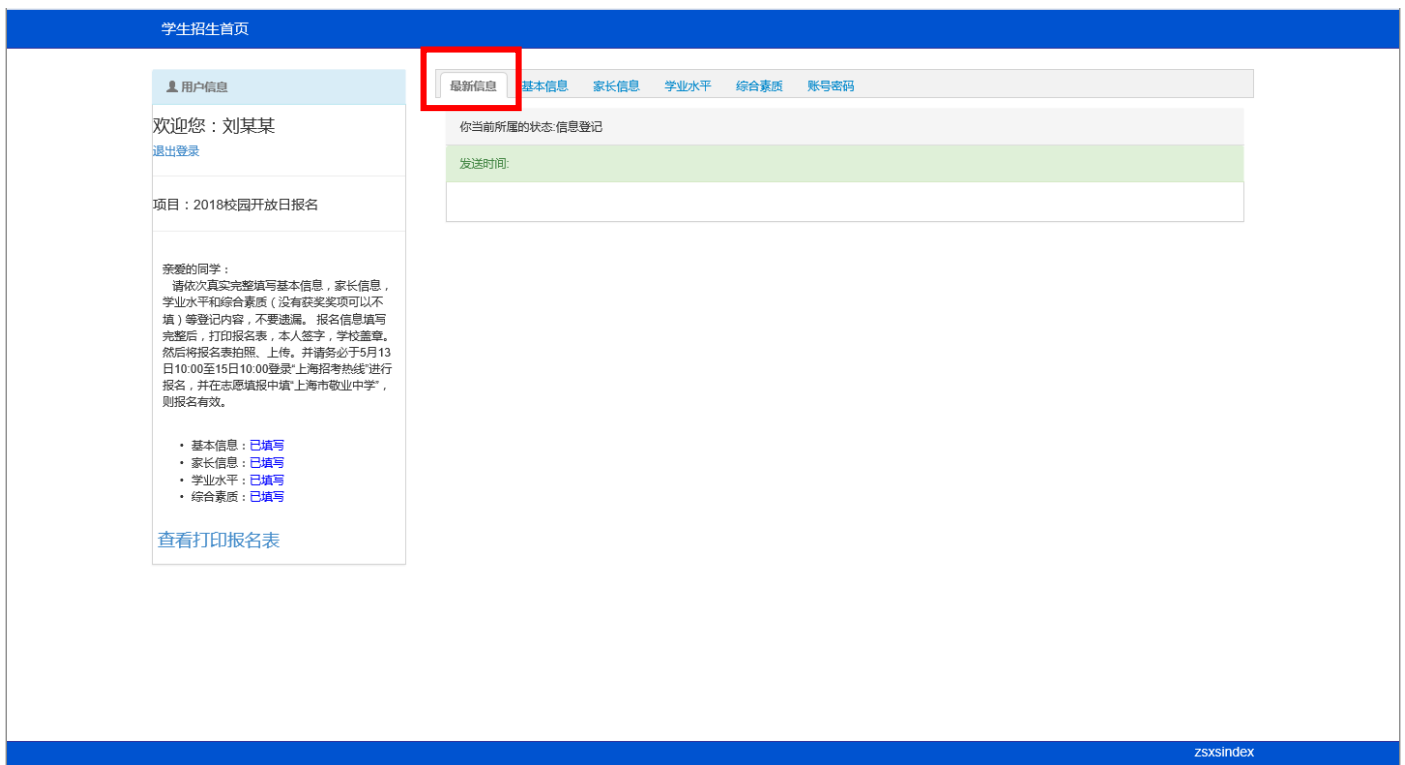 学生招生首页
用户信息
欢迎您：刘某某
退出登录
项目：2018校园开放日报名
亲爱的同学：
请依次真实完整填写基本信息，家长信息，
学业水平和综合素质（没有获奖奖项可以不
填）等登记内容，不要遗漏。 报名信息填写
完整后，打印报名表，本人签字，学校盖章。
然后将报名表拍照、上传。并请务必于5月13
日10:00至15日10:00登录“上海招考热线”进行
报名，并在志愿填报中填“上海市敬业中学”，
则报名有效。
• 基本信息：已填写
• 家长信息：已填写
• 学业水平：已填写
• 综合素质：已填写
查看打印报名表
最新信息 基本信息 家长信息 学业水平 综合素质 账号密码
你当前所属的状态:信息登记
发送时间:
zsxsindex